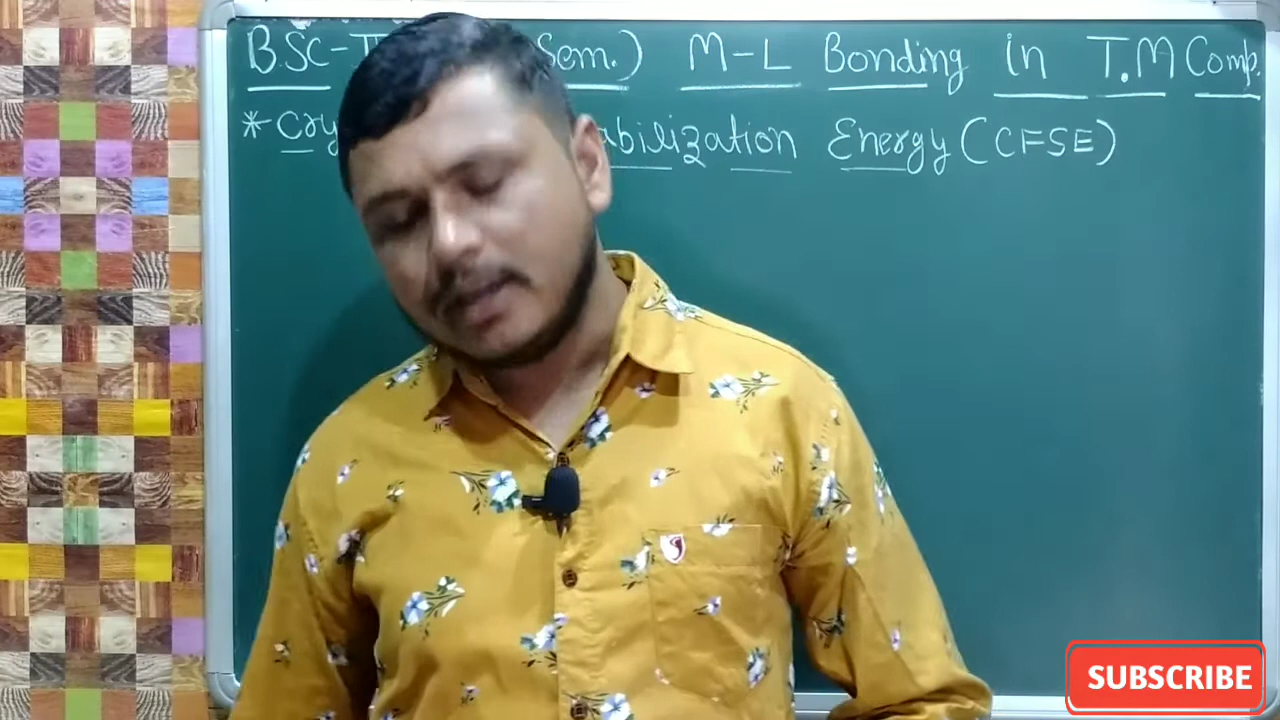 BSC- Sem.) M-L Bonding in T.M Comp.
* Cry abilization Energy (CFSE)
SUBSCRIBE